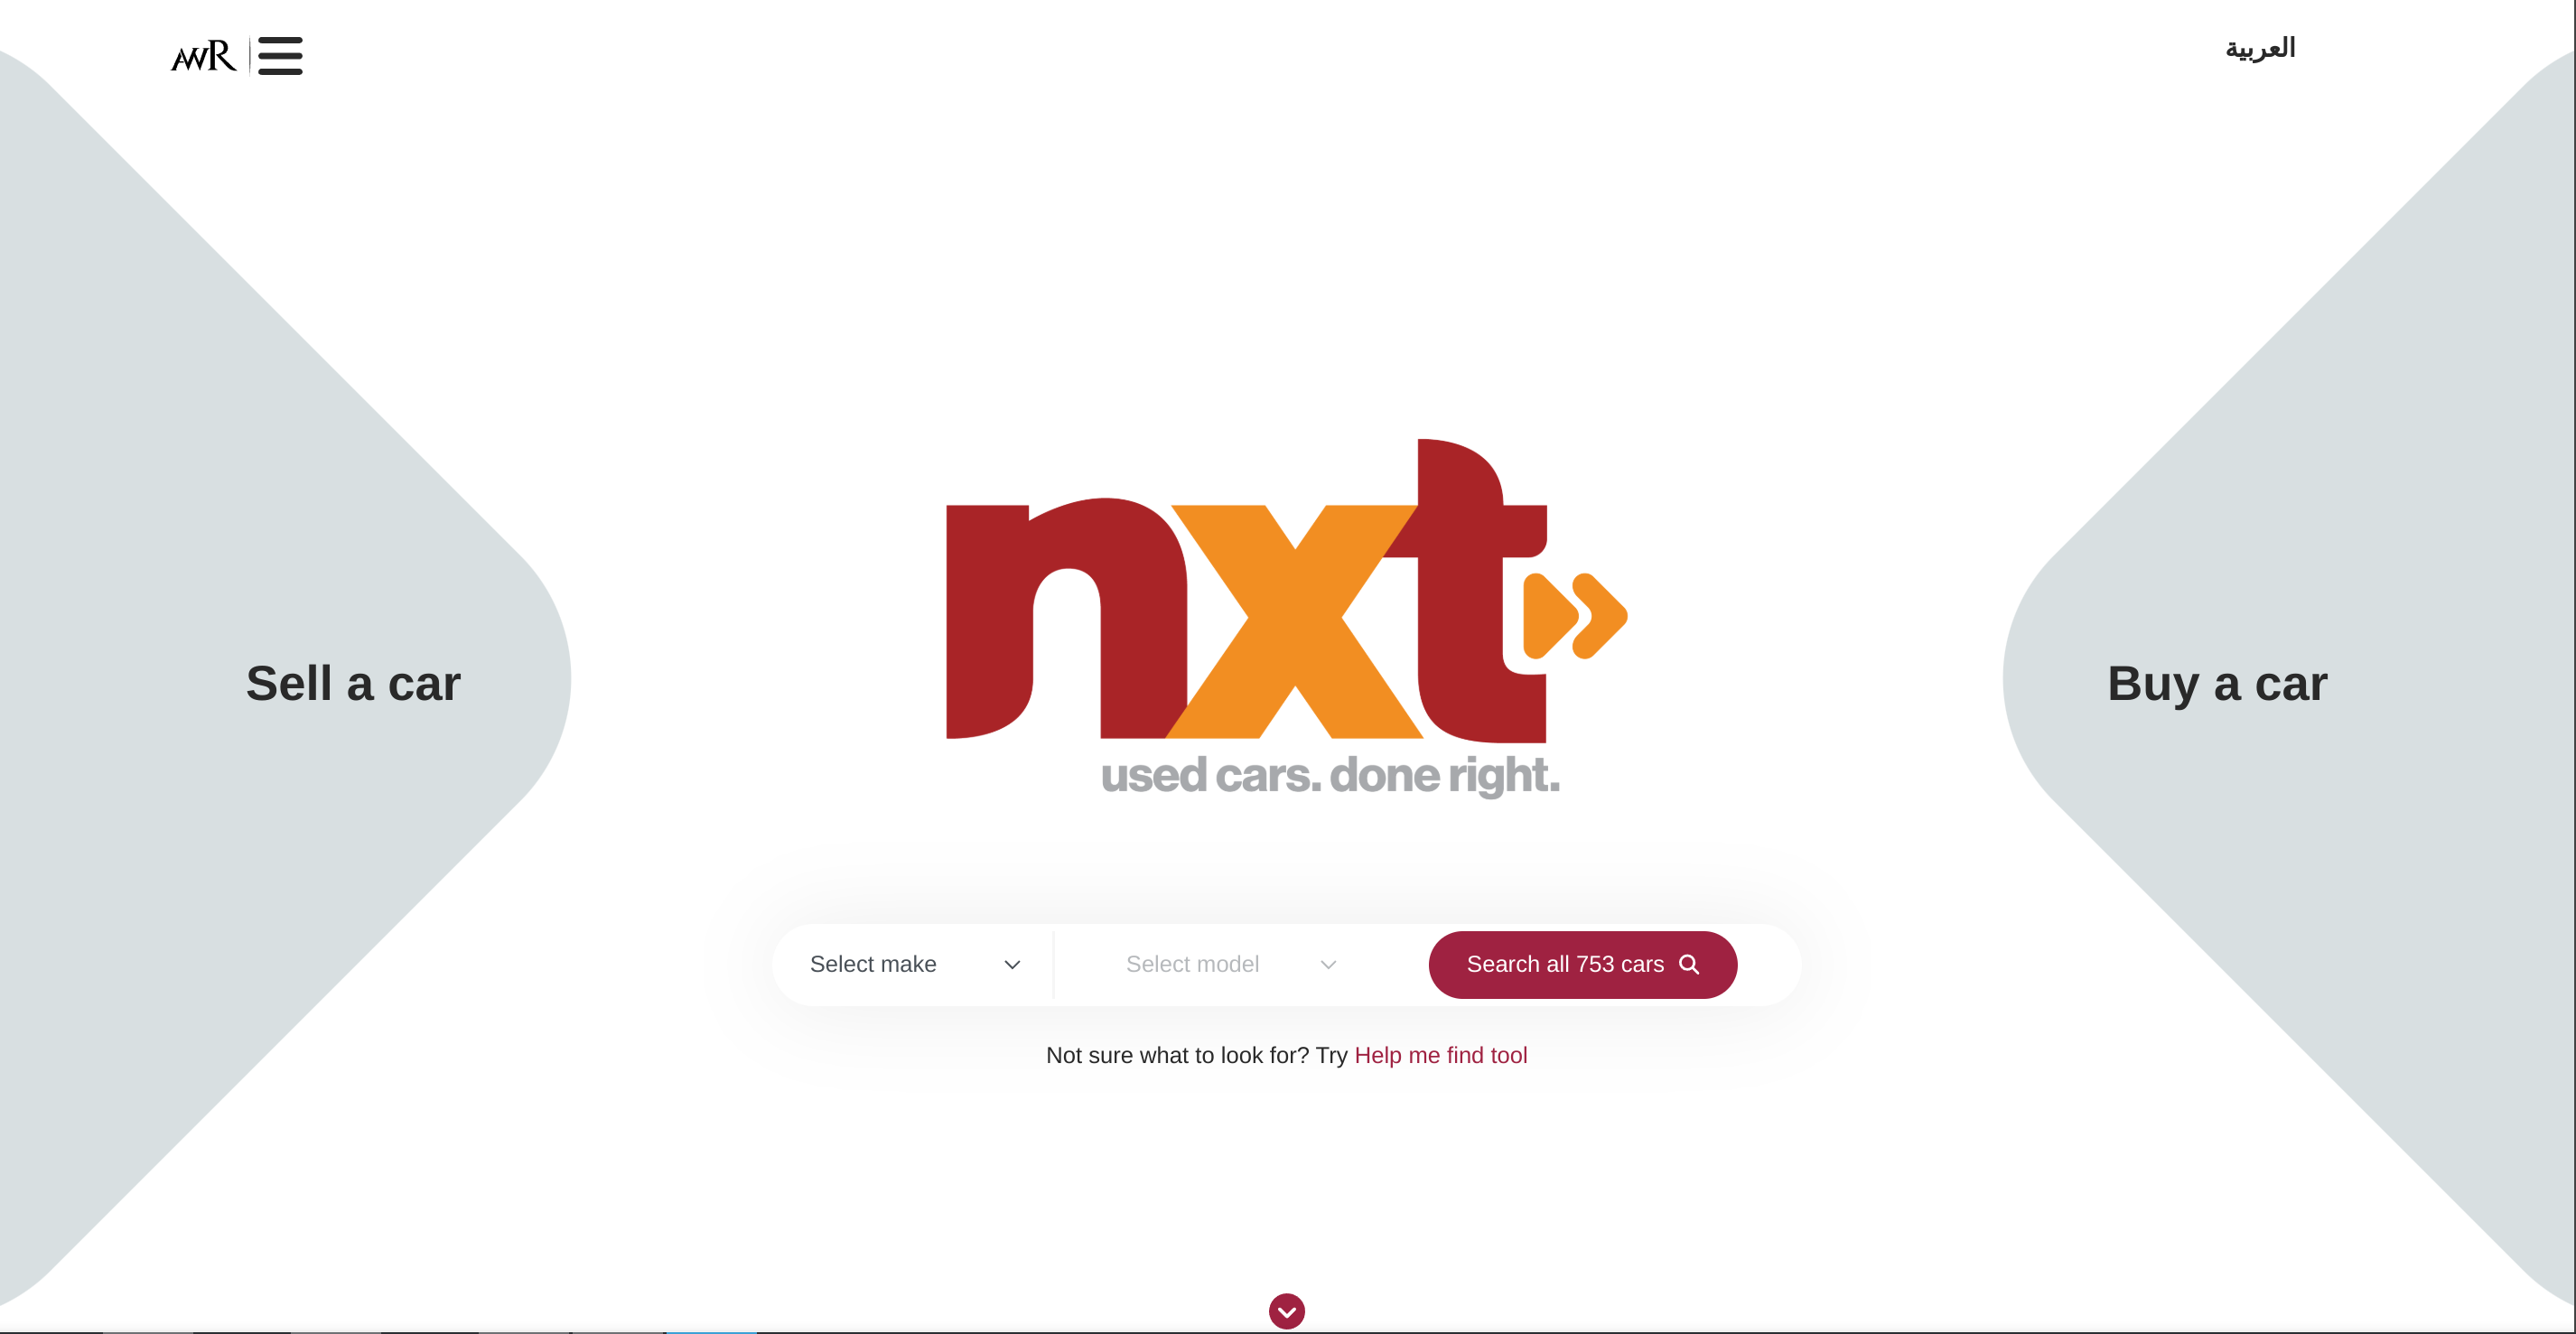 AWR
العربية
nxt
used cars. done right.
Sell a car
Buy a car
Select make
Select model
Search all 753 cars
Not sure what to look for? Try Help me find tool